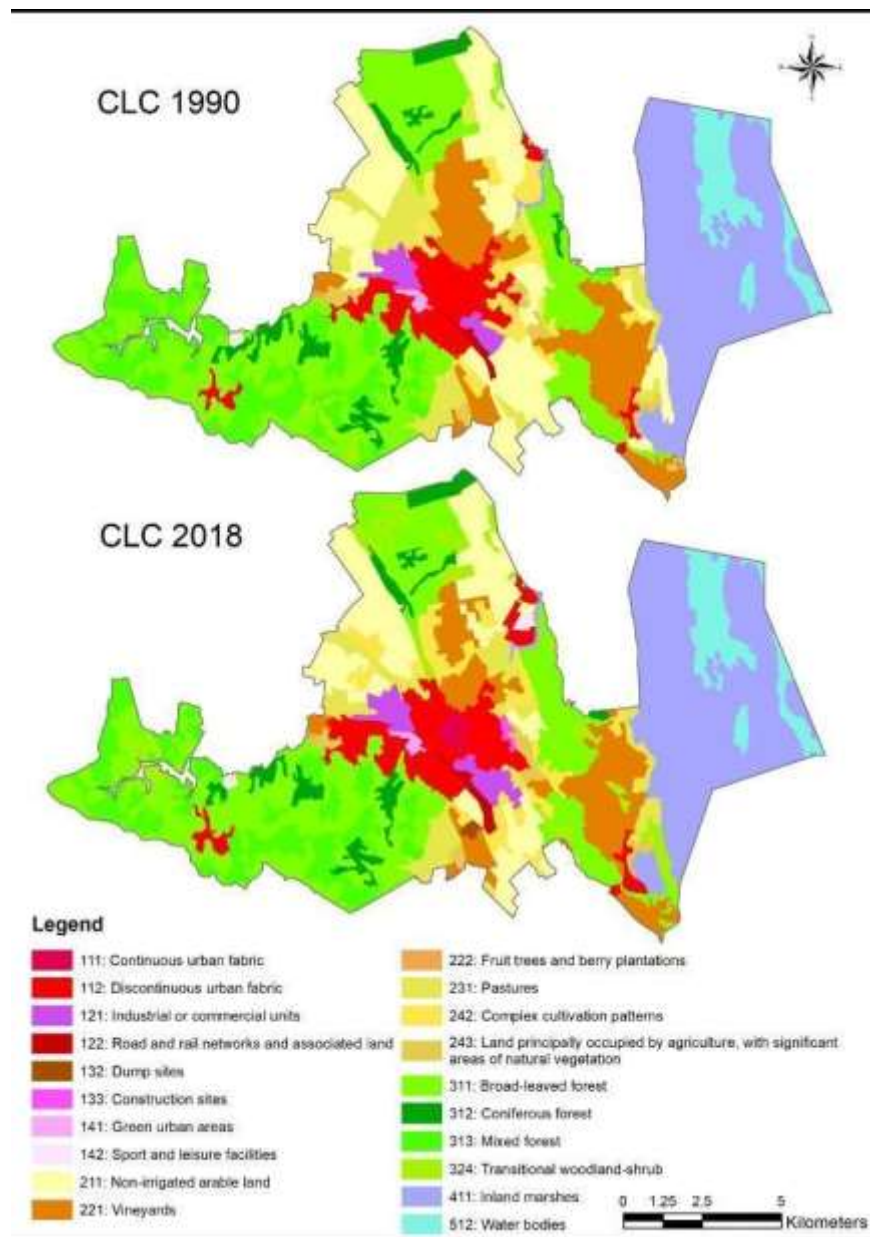 CLC 1990
CLC 2018
Legend
111: Continuous urban fabric
112: Discontinuous urban fabric
121: Industrial or commercial units
122: Road and rail networks and associated land
132: Dump sites
133: Construction sites
141: Green urban areas
142: Sport and leisure facilities
211: Non-irrigated arable land
221: Vineyards
222: Fruit trees and berry plantations
231: Pastures
242: Complex cultivation patterns
243: Land principally occupied by agriculture, with significant
areas of natural vegetation
311: Broad-leaved forest
312: Coniferous forest
313: Mixed forest
324: Transitional woodland-shrub
411: Inland marshes
512: Water bodies
0 1.25 2.5 5
Kilometers